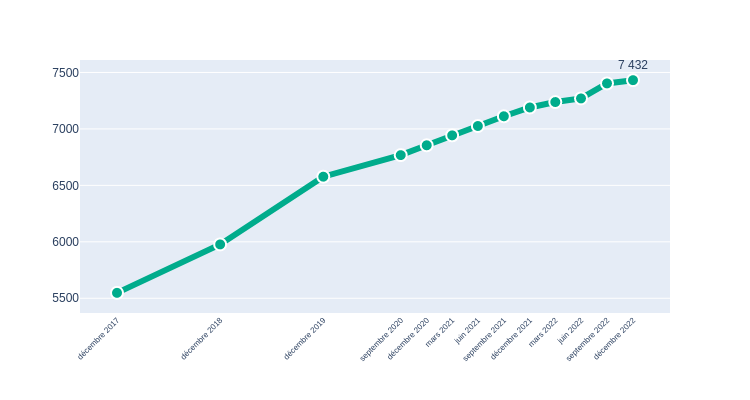 7 432
7500
7000
6500
6000
5500
décembre 2017
décembre 2018
décembre 2019
septembre 2020
décembre 2020
mars 2021
juin 2021
septembre 2021
décembre 2021
mars 2022
juin 2022
septembre 2022
décembre 2022